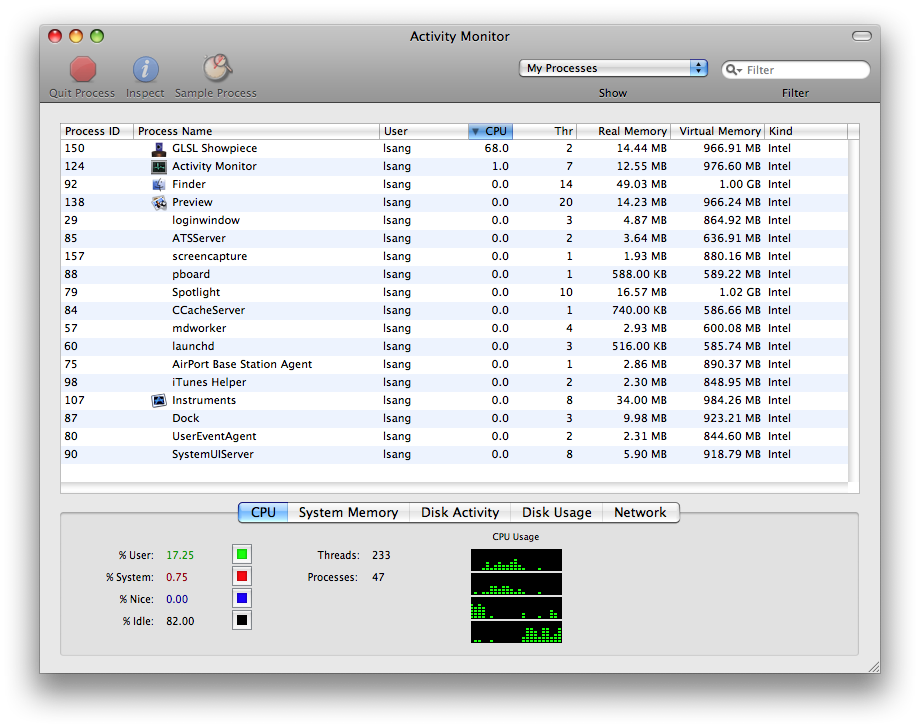 Activity Monitor
Quit Process Inspect Sample Process My Processes Show Filter Filter
Process ID Process Name User CPU Thr Real Memory Virtual Memory Kind
150 GLSL Showpiece lsang 68.0 2 14.44 MB 966.91 MB Intel
124 Activity Monitor lsang 1.0 7 12.55 MB 976.60 MB Intel
92 Finder lsang 0.0 14 49.03 MB 1.00 GB Intel
138 Preview lsang 0.0 20 14.23 MB 966.24 MB Intel
29 loginwindow lsang 0.0 3 4.87 MB 864.92 MB Intel
85 ATSServer lsang 0.0 2 3.64 MB 636.91 MB Intel
157 screencapture lsang 0.0 1 1.93 MB 880.16 MB Intel
88 pboard lsang 0.0 1 588.00 KB 589.22 MB Intel
79 Spotlight lsang 0.0 10 16.57 MB 1.02 GB Intel
84 CCacheServer lsang 0.0 1 740.00 KB 586.66 MB Intel
57 mdworker lsang 0.0 4 2.93 MB 600.08 MB Intel
60 launchd lsang 0.0 3 516.00 KB 585.74 MB Intel
75 AirPort Base Station Agent lsang 0.0 1 2.86 MB 890.37 MB Intel
98 iTunes Helper lsang 0.0 2 2.30 MB 848.95 MB Intel
107 Instruments lsang 0.0 8 34.00 MB 984.26 MB Intel
87 Dock lsang 0.0 3 9.98 MB 923.21 MB Intel
80 UserEventAgent lsang 0.0 2 2.31 MB 844.60 MB Intel
90 SystemUIServer lsang 0.0 8 5.90 MB 918.79 MB Intel
CPU System Memory Disk Activity Disk Usage Network
CPU Usage
% User: 17.25 Threads: 233
% System: 0.75 Processes: 47
% Nice: 0.00
% Idle: 82.00